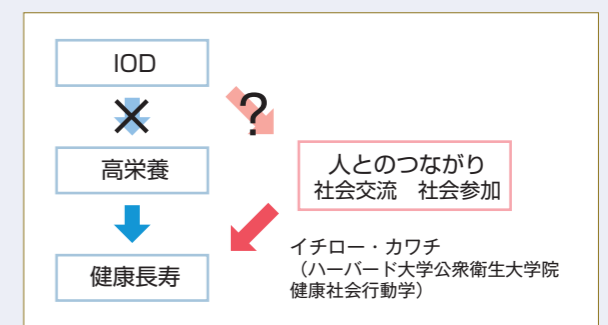 IOD
?
高栄養
人とのつながり
社会交流 社会参加
健康長寿
イチロー・カワチ
（ハーバード大学公衆衛生大学院
健康社会行動学）